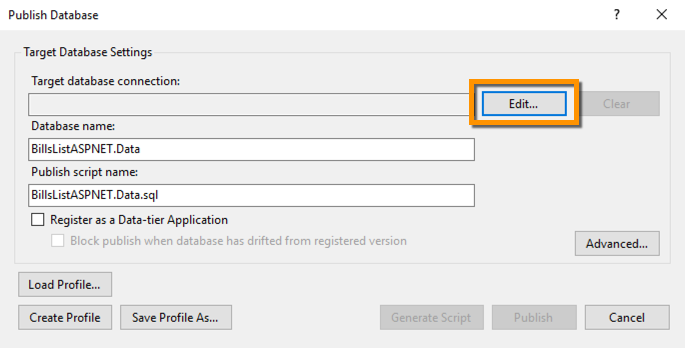 Publish Database ? ×
Target Database Settings
Target database connection:
Edit... Clear
Database name:
BillsListASPNET.Data
Publish script name:
BillsListASPNET.Data.sql
Register as a Data-tier Application
Block publish when database has drifted from registered version
Advanced...
Load Profile...
Create Profile Save Profile As... Generate Script Publish Cancel